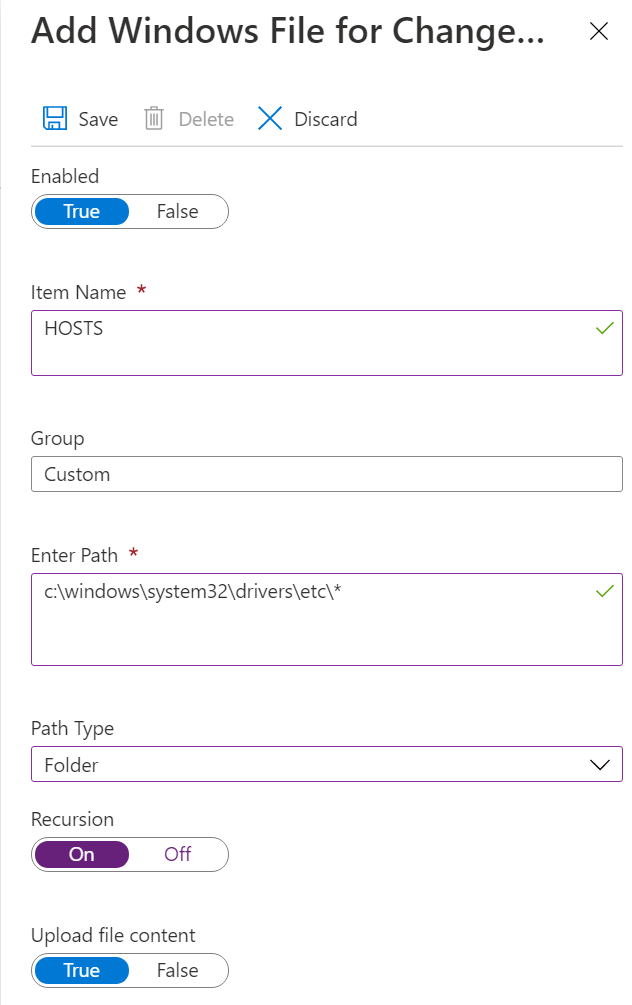 Add Windows File for Change...
Save Delete Discard
Enabled
True False
Item Name *
HOSTS
Group
Custom
Enter Path *
c:\windows\system32\drivers\etc\*
Path Type
Folder
Recursion
On Off
Upload file content
True False